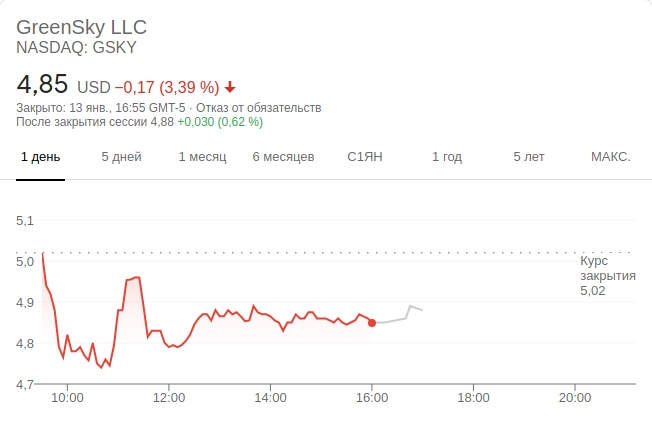 GreenSky LLC
NASDAQ: GSKY
4,85 USD −0,17 (3,39 %)
Закрыто: 13 янв., 16:55 GMT-5 · Отказ от обязательств
После закрытия сессии 4,88 +0,030 (0,62 %)
1 день 5 дней 1 месяц 6 месяцев С1ЯН 1 год 5 лет МАКС.
5,1
5,0
4,9
4,8
4,7
Курс
закрытия
5,02
10:00 12:00 14:00 16:00 18:00 20:00